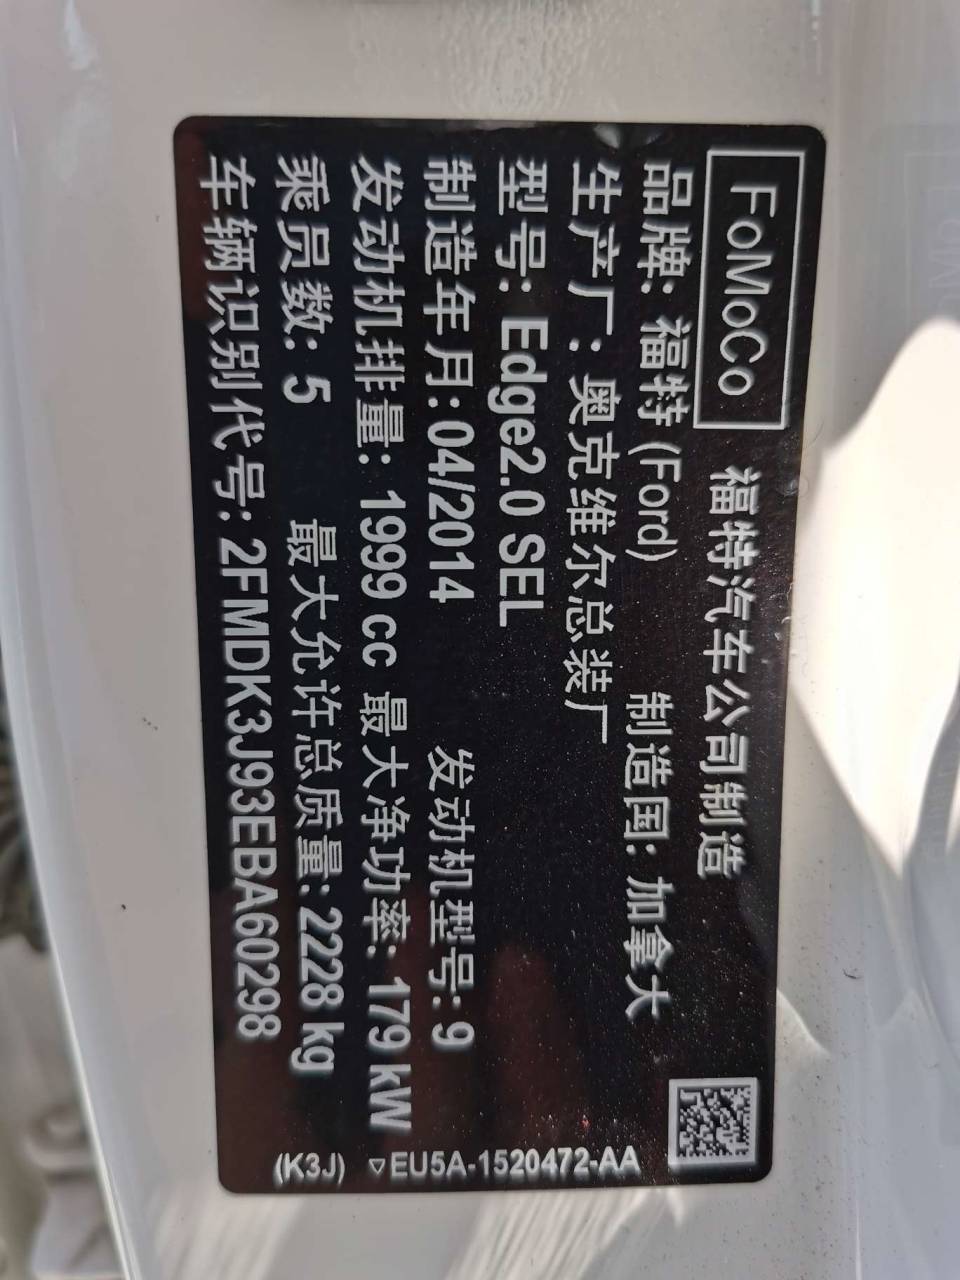 FoMoCo 福特汽车公司制造
品牌: 福特 (Ford) 制造国: 加拿大
生产厂: 奥克维尔总装厂
型号: Edge2.0 SEL
制造年月: 04/2014 发动机型号: 9
发动机排量: 1999 cc 最大净功率: 179 kW
乘员数: 5 最大允许总质量: 2228 kg
车辆识别代号: 2FMDK3J93EBA60298
(K3J) ▽EU5A-1520472-AA